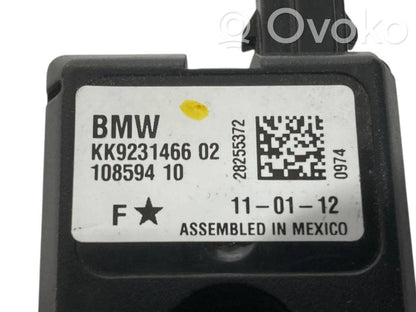 Ovoko
BMW
KK9231466 02
108594 10
28255372
0974
F★ 11-01-12
ASSEMBLED IN MEXICO